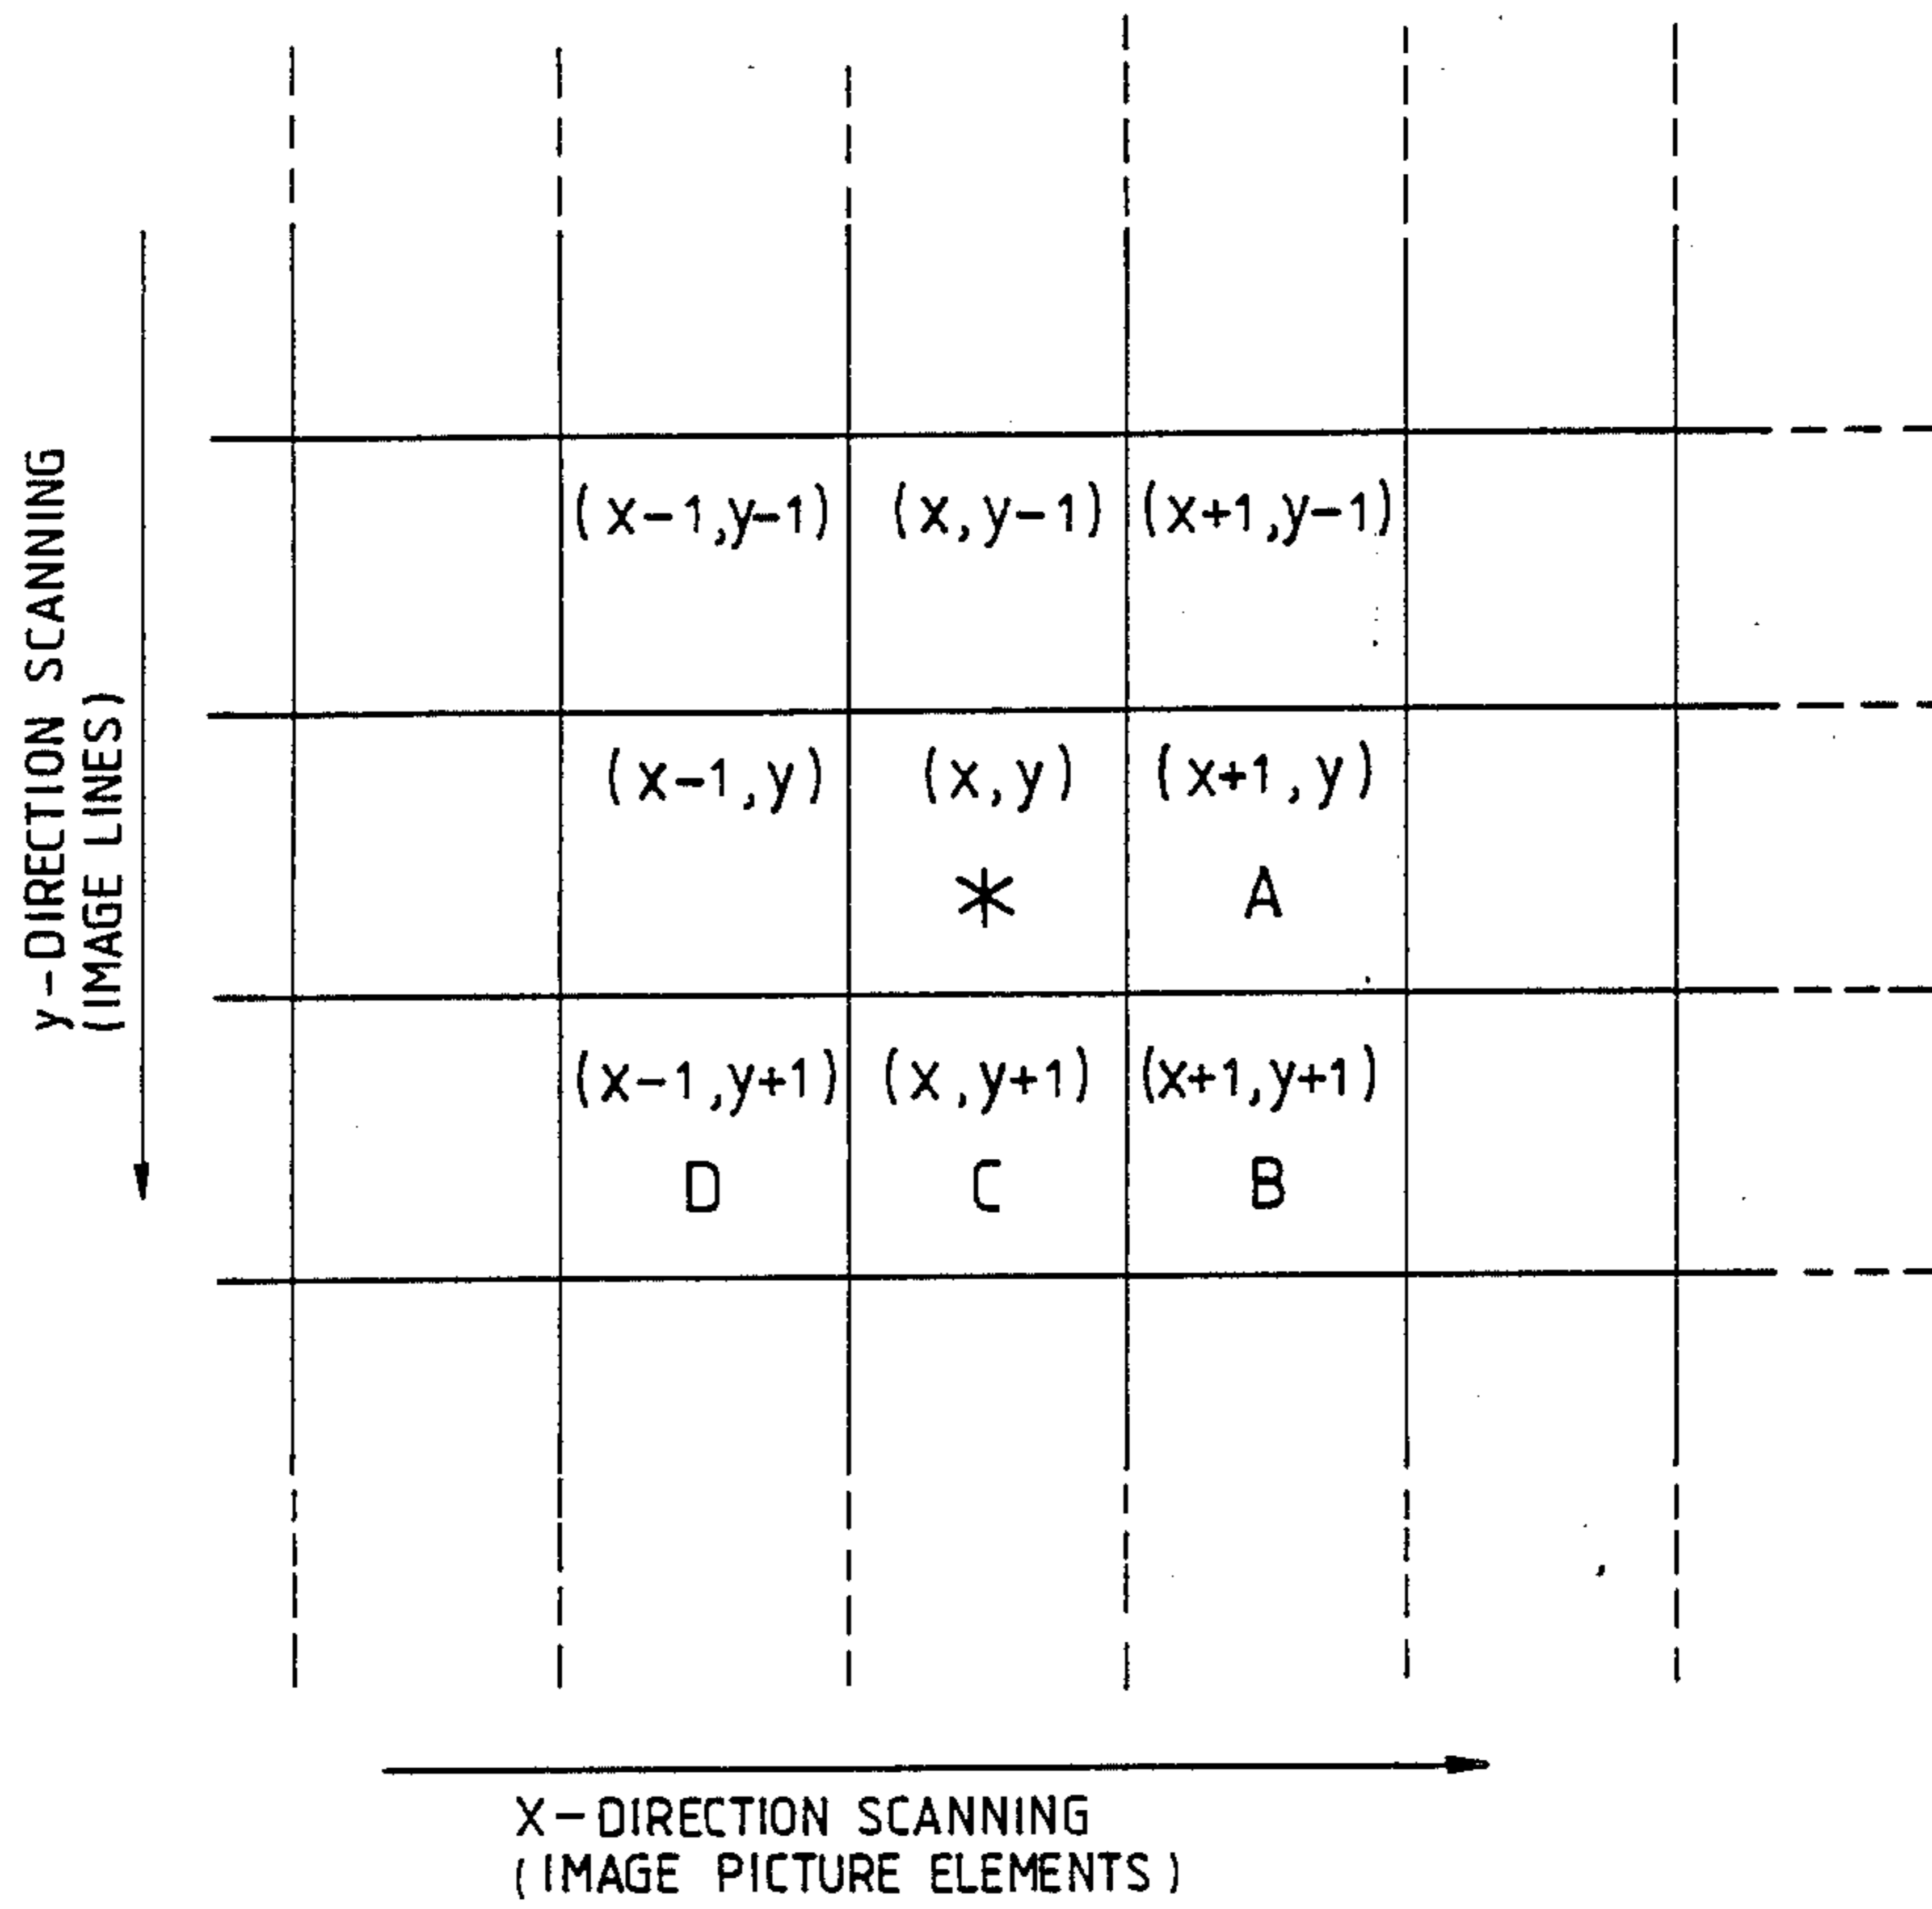 y-DIRECTION SCANNING
(IMAGE LINES)
(x-1,y-1) (x,y-1) (x+1,y-1)
(x-1,y) (x,y) (x+1,y)
* A
(x-1,y+1) (x,y+1) (x+1,y+1)
D C B
X-DIRECTION SCANNING
(IMAGE PICTURE ELEMENTS)